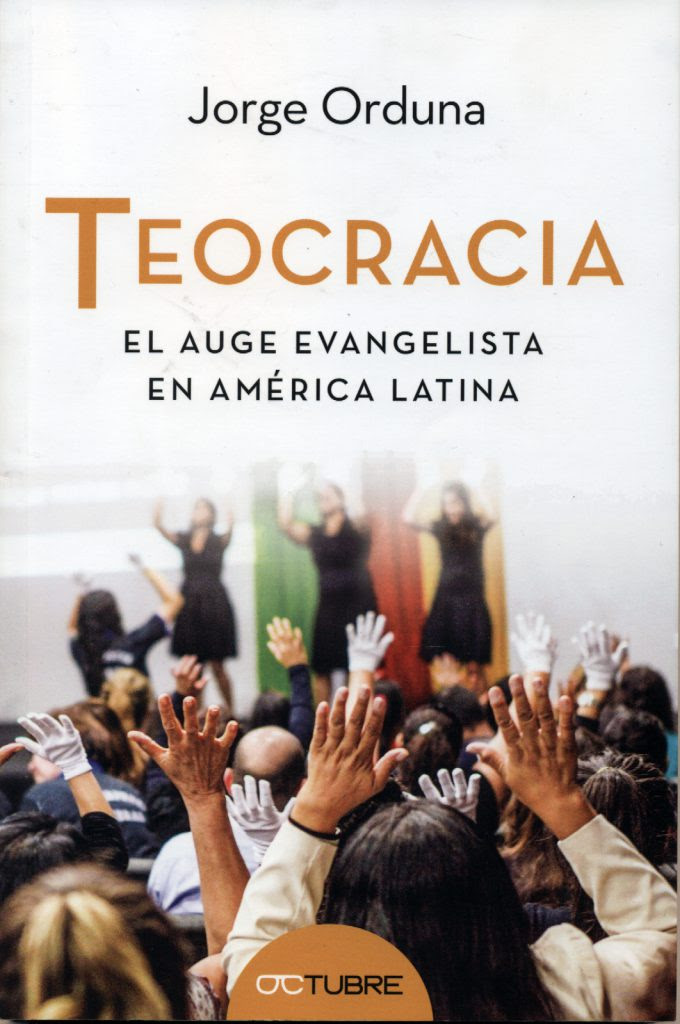 Jorge Orduna
TEOCRACIA
EL AUGE EVANGELISTA
EN AMÉRICA LATINA
OCTUBRE